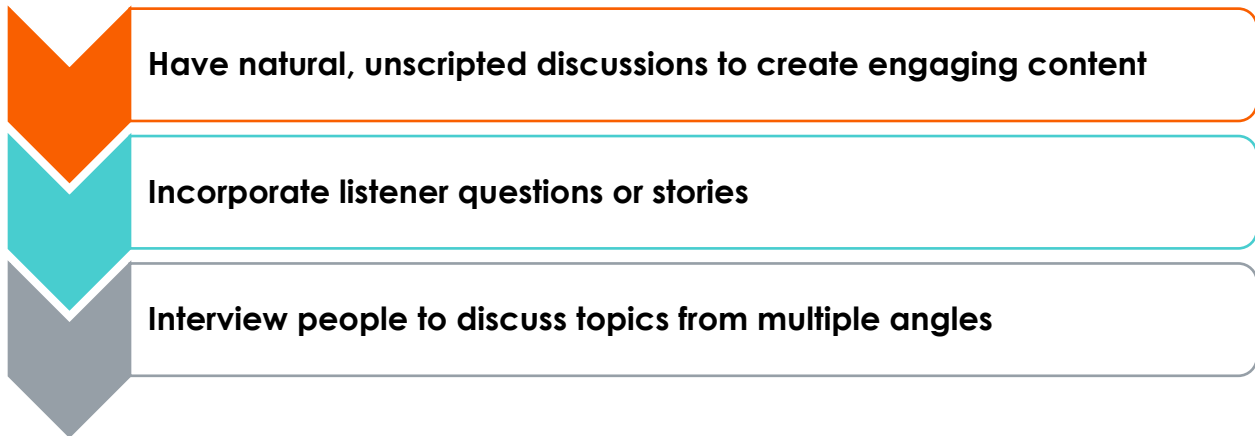 Have natural, unscripted discussions to create engaging content
Incorporate listener questions or stories
Interview people to discuss topics from multiple angles